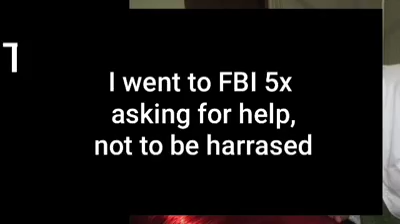 I went to FBI 5x
asking for help,
not to be harrased